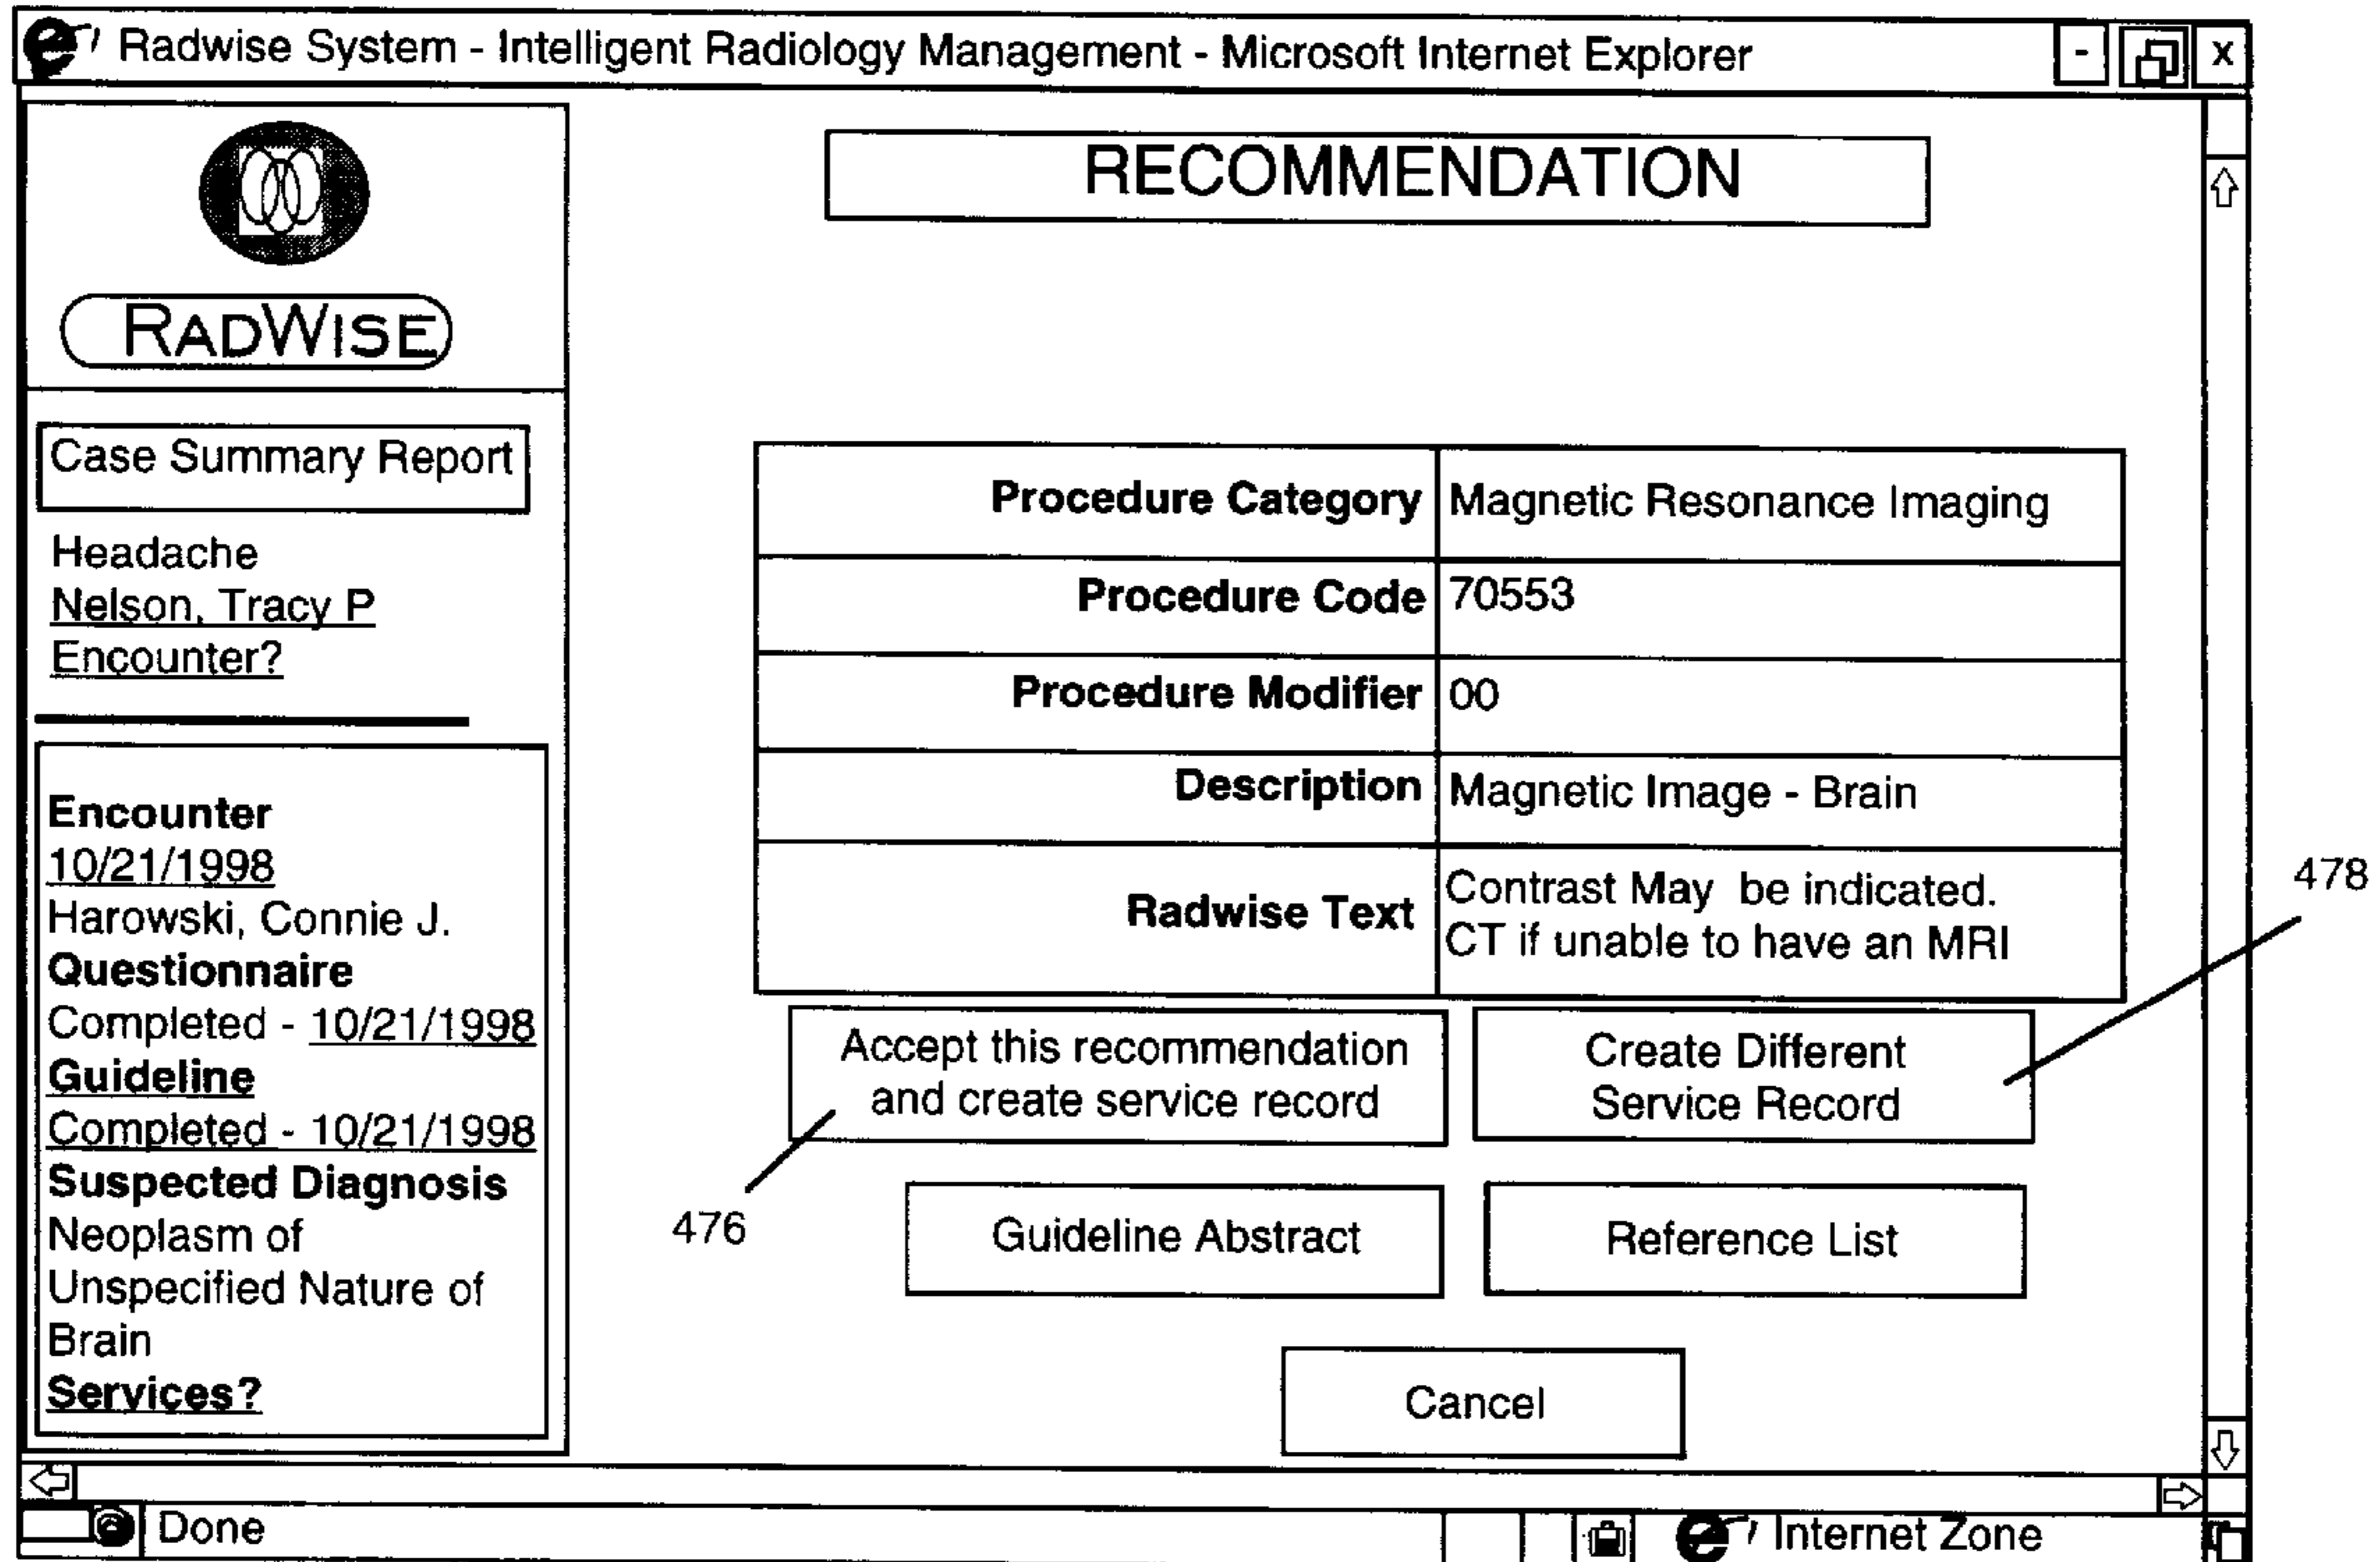 Radwise System - Intelligent Radiology Management - Microsoft Internet Explorer
- X
RADWISE
Case Summary Report
Headache
Nelson, Tracy P
Encounter?
Encounter
10/21/1998
Harowski, Connie J.
Questionnaire
Completed - 10/21/1998
Guideline
Completed - 10/21/1998
Suspected Diagnosis
Neoplasm of
Unspecified Nature of
Brain
Services?
RECOMMENDATION
Procedure Category Magnetic Resonance Imaging
Procedure Code 70553
Procedure Modifier 00
Description Magnetic Image - Brain
Radwise Text Contrast May be indicated.
CT if unable to have an MRI
478
Accept this recommendation
and create service record
Create Different
Service Record
476
Guideline Abstract
Reference List
Cancel
Done
Internet Zone